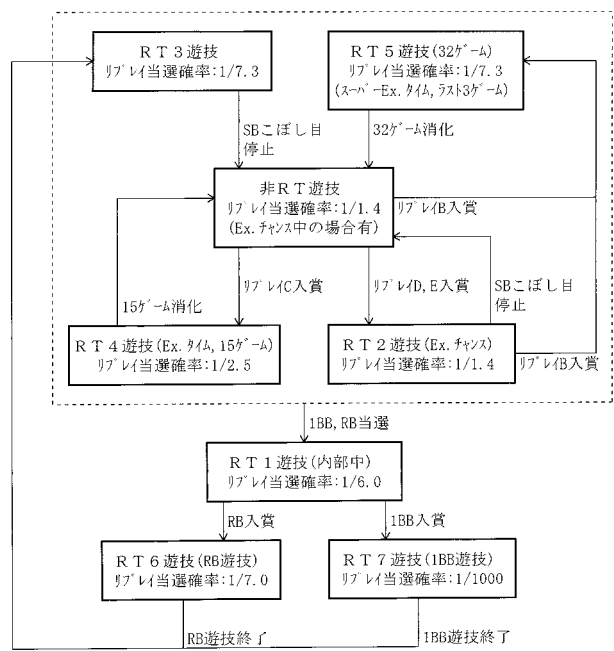 RT3遊技
リプレイ当選確率:1/7.3
RT5遊技(32ゲーム)
リプレイ当選確率:1/7.3
(スーパーEx.タイム,ラスト3ゲーム)
SBこぼし目
停止
32ゲーム消化
非RT遊技
リプレイ当選確率:1/1.4
(Ex.チャンス中の場合有)
リプレイB入賞
15ゲーム消化
リプレイC入賞
リプレイD,E入賞
SBこぼし目
停止
RT4遊技(Ex.タイム,15ゲーム)
リプレイ当選確率:1/2.5
RT2遊技(Ex.チャンス)
リプレイ当選確率:1/1.4
リプレイB入賞
1BB,RB当選
RT1遊技(内部中)
リプレイ当選確率:1/6.0
RB入賞
1BB入賞
RT6遊技(RB遊技)
リプレイ当選確率:1/7.0
RT7遊技(1BB遊技)
リプレイ当選確率:1/1000
RB遊技終了
1BB遊技終了